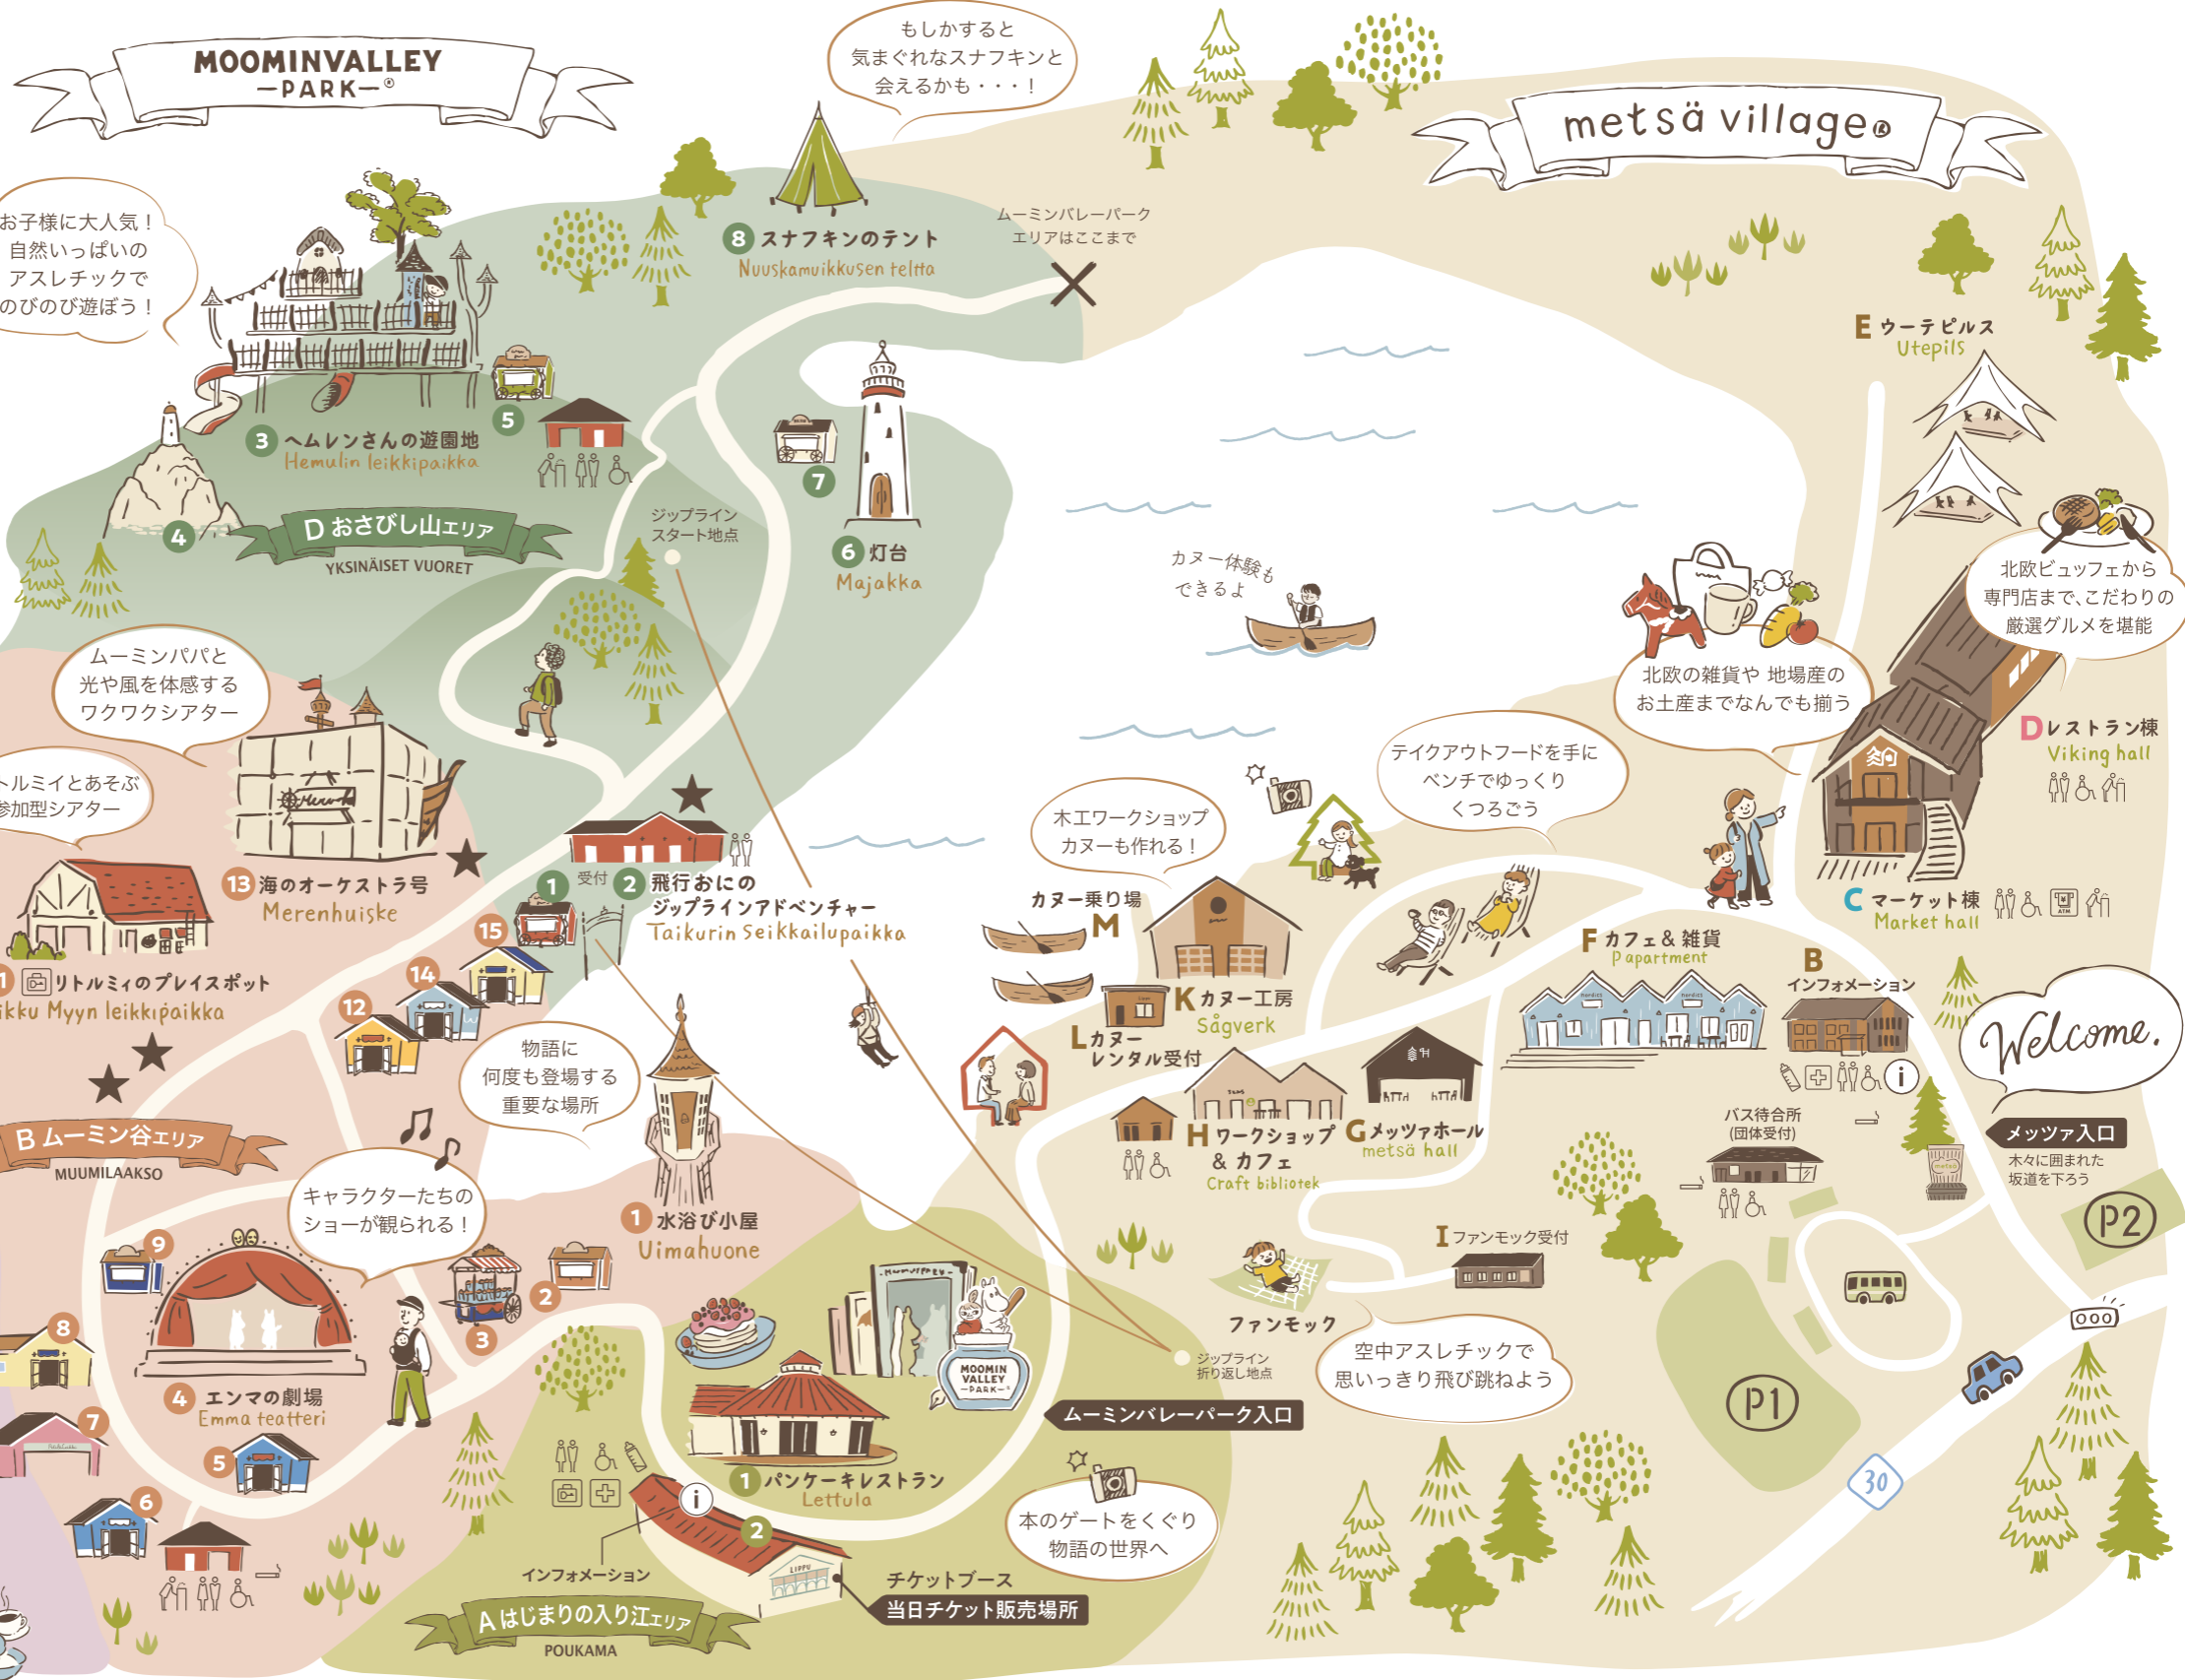 MOOMINVALLEY
—PARK—®
もしかすると
気まぐれなスナフキンと
会えるかも・・・！
metsä village®
お子様に大人気！
自然いっぱいの
アスレチックで
のびのび遊ぼう！
8 スナフキンのテント
Nuuskamuikkusen teltta
ムーミンバレーパーク
エリアはここまで
E ウーテピルス
Utepils
5
3 ヘムレンさんの遊園地
Hemulin leikkipaikka
7
4
D おさびし山エリア
YKSINÄISET VUORET
ジップライン
スタート地点
6 灯台
Majakka
カヌー体験も
できるよ
北欧ビュッフェから
専門店まで、こだわりの
厳選グルメを堪能
北欧の雑貨や 地場産の
お土産までなんでも揃う
D レストラン棟
Viking hall
ムーミンパパと
光や風を体感する
ワクワクシアター
トルミイとあそぶ
参加型シアター
テイクアウトフードを手に
ベンチでゆっくり
くつろごう
木工ワークショップ
カヌーも作れる！
13 海のオーケストラ号
Merenhuiske
1 受付 2 飛行おにの
ジップラインアドベンチャー
Taikurin Seikkailupaikka
カヌー乗り場
M
C マーケット棟
ATM
Market hall
15
14
12
1 リトルミィのプレイスポット
ikku Myyn leikkipaikka
F カフェ & 雑貨
P apartment
nordics
nordics
B
インフォメーション
i
K カヌー工房
Sågverk
L カヌー
レンタル受付
Welcome.
物語に
何度も登場する
重要な場所
H ワークショップ
& カフェ
Craft bibliotek
G メッツァホール
metsä hall
バス待合所
(団体受付)
メッツァ入口
木々に囲まれた
坂道を下ろう
metsä
P2
B ムーミン谷エリア
MUUMILAAKSO
キャラクターたちの
ショーが観られる！
1 水浴び小屋
Uimahuone
9
2
3
8
I ファンモック受付
ファンモック
ジップライン
折り返し地点
空中アスレチックで
思いっきり飛び跳ねよう
P1
30
4 エンマの劇場
Emma teatteri
7
5
6
MOOMIN
VALLEY
—PARK—
ムーミンバレーパーク入口
1 パンケーキレストラン
Lettula
i
2
LIPPU
本のゲートをくぐり
物語の世界へ
インフォメーション
チケットブース
当日チケット販売場所
A はじまりの入り江エリア
POUKAMA